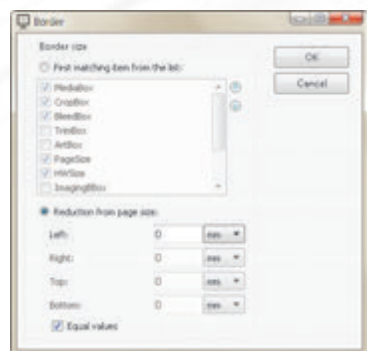 Border
Border size
First matching item from the list:
MediaBox
CropBox
BleedBox
TrimBox
ArtBox
PageSize
HWSize
ImagingBBox
Reduction from page size:
Left: 0 mm
Right: 0 mm
Top: 0 mm
Bottom: 0 mm
Equal values
OK
Cancel